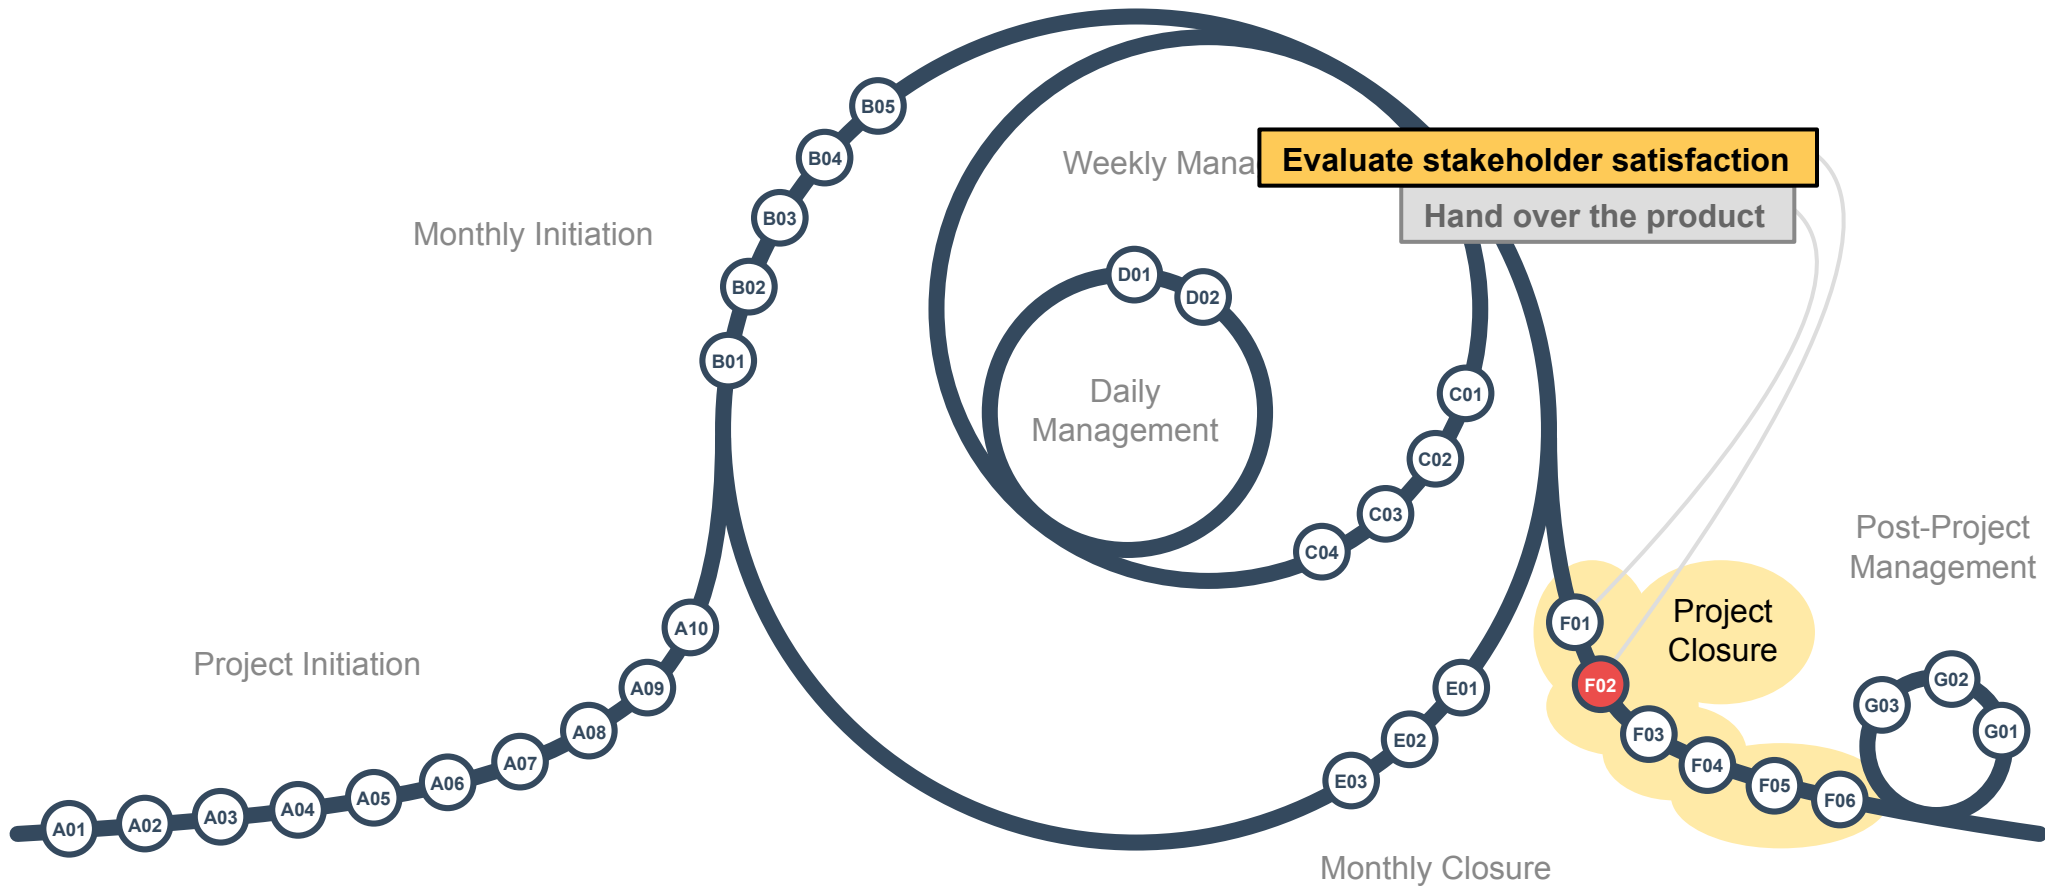 B05
B04
B03
B02
B01
Monthly Initiation
Weekly Mana
Evaluate stakeholder satisfaction
Hand over the product
D01
D02
Daily
Management
C01
C02
C03
C04
Post-Project
Management
Project Initiation
A01
A02
A03
A04
A05
A06
A07
A08
A09
A10
E01
E02
E03
Monthly Closure
Project
Closure
F01
F02
F03
F04
F05
F06
G03
G02
G01